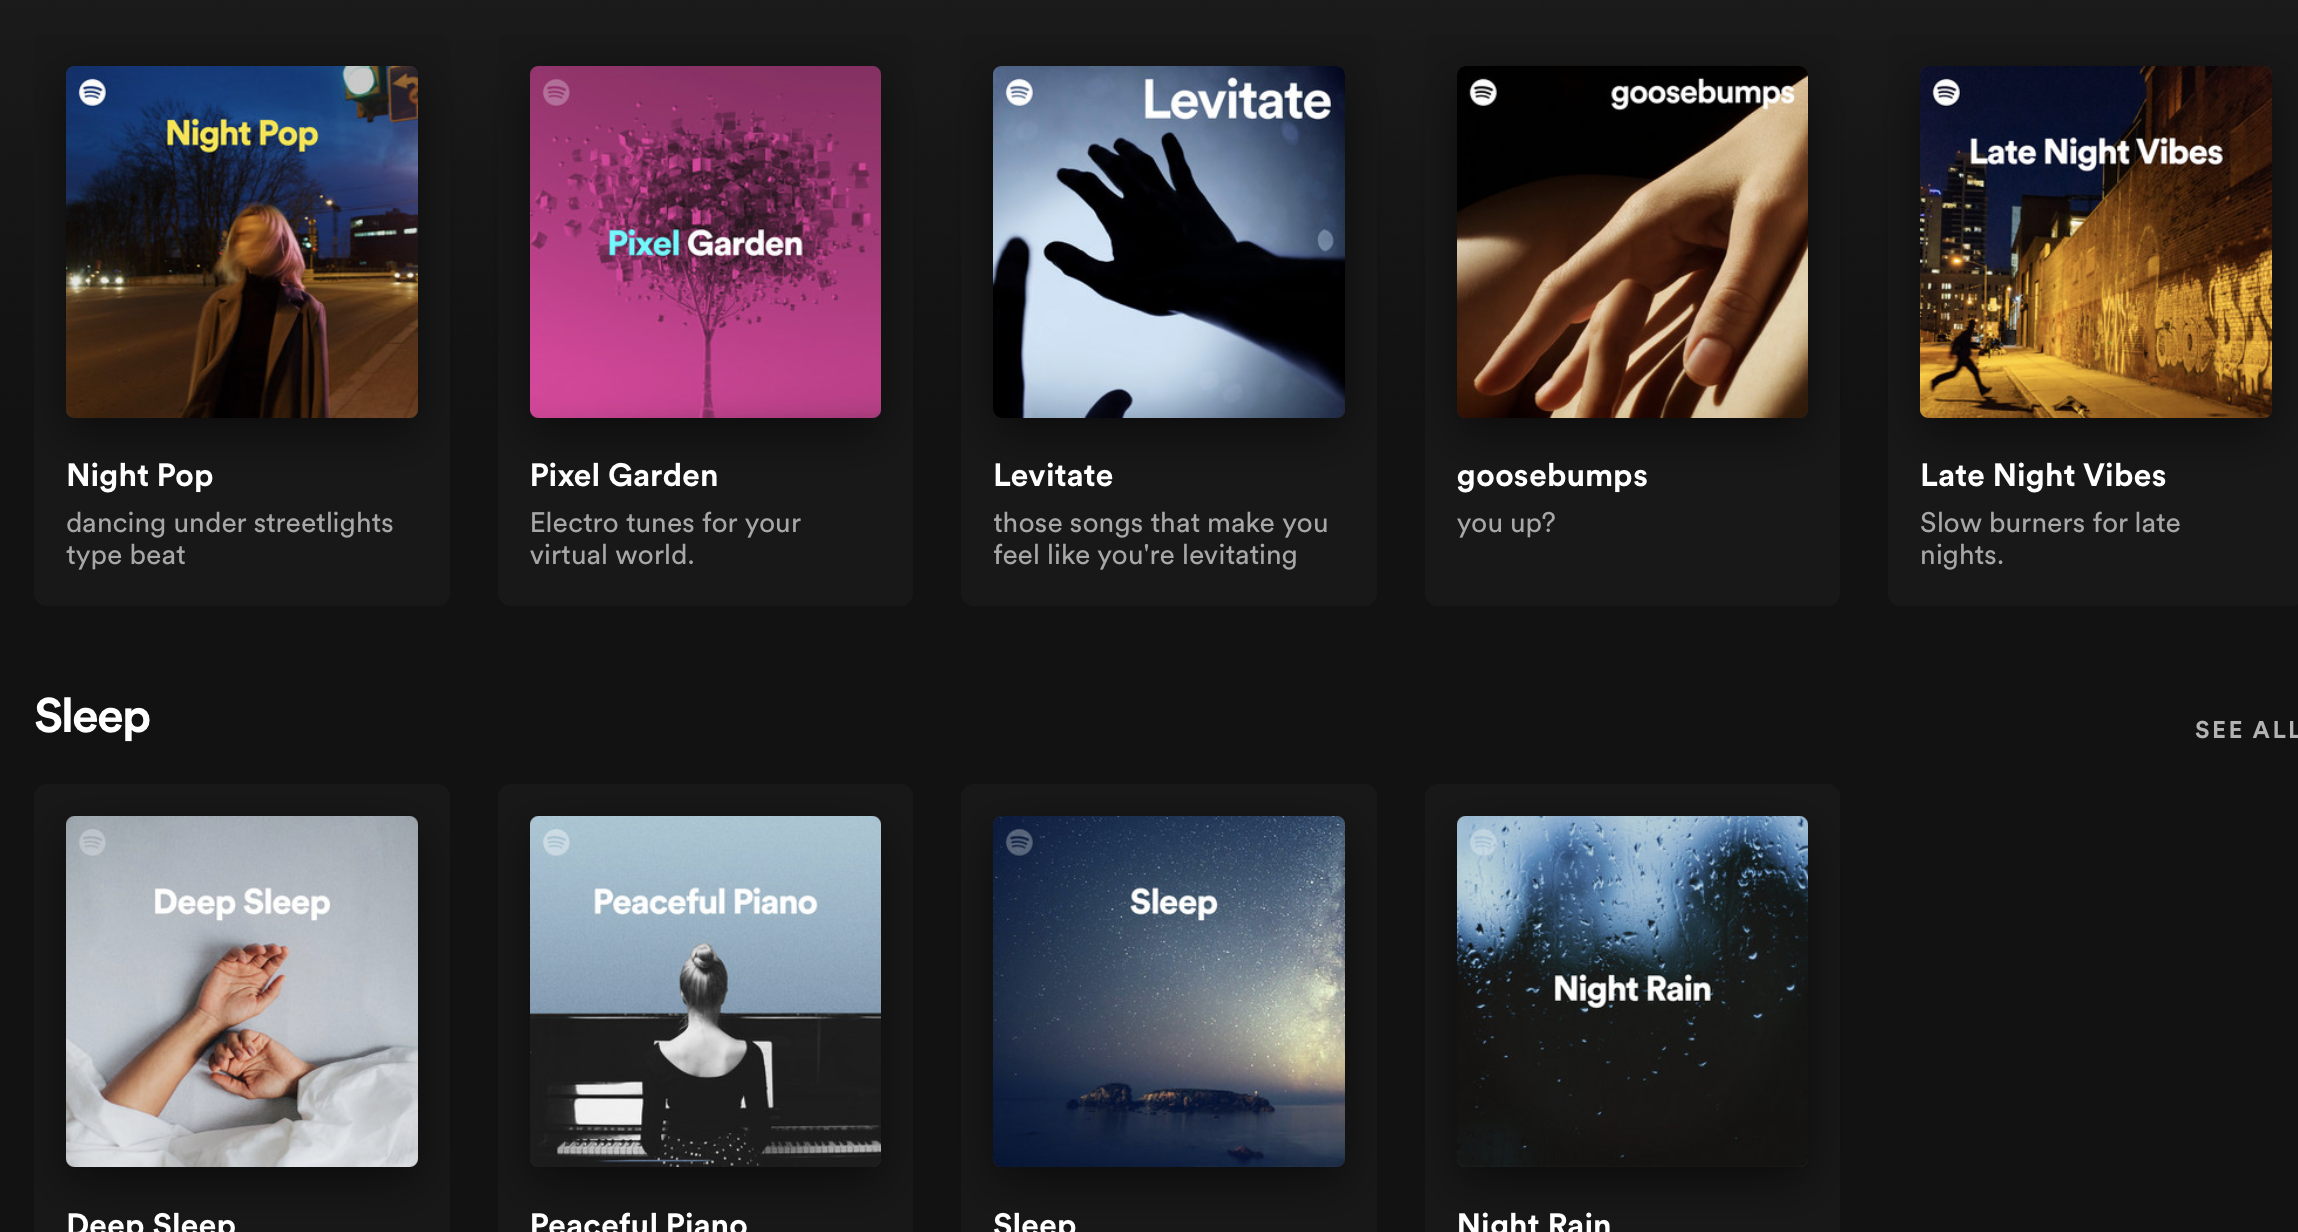 Night Pop
Pixel Garden
Levitate
goosebumps
Late Night Vibes
Night Pop
dancing under streetlights
type beat
Pixel Garden
Electro tunes for your
virtual world.
Levitate
those songs that make you
feel like you're levitating
goosebumps
you up?
Late Night Vibes
Slow burners for late
nights.
Sleep
SEE ALL
Deep Sleep
Peaceful Piano
Sleep
Night Rain
Deep Sleep
Peaceful Piano
Sleep
Night Rain